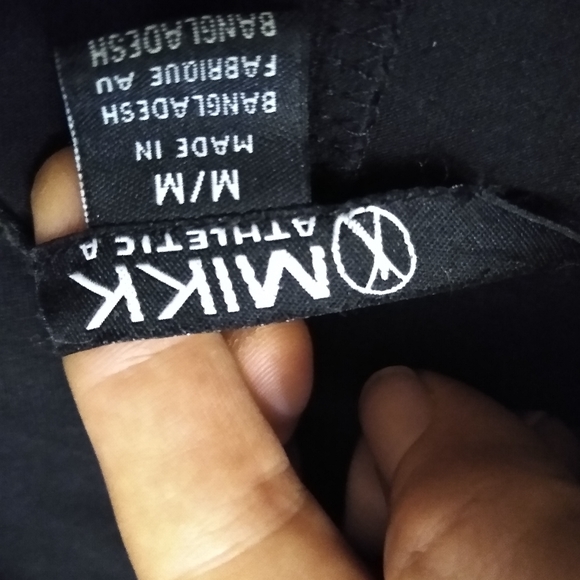 MIKK
ATHLETIC A
M/M
MADE IN
BANGLADESH
FABRIQUE AU
BANGLADESH